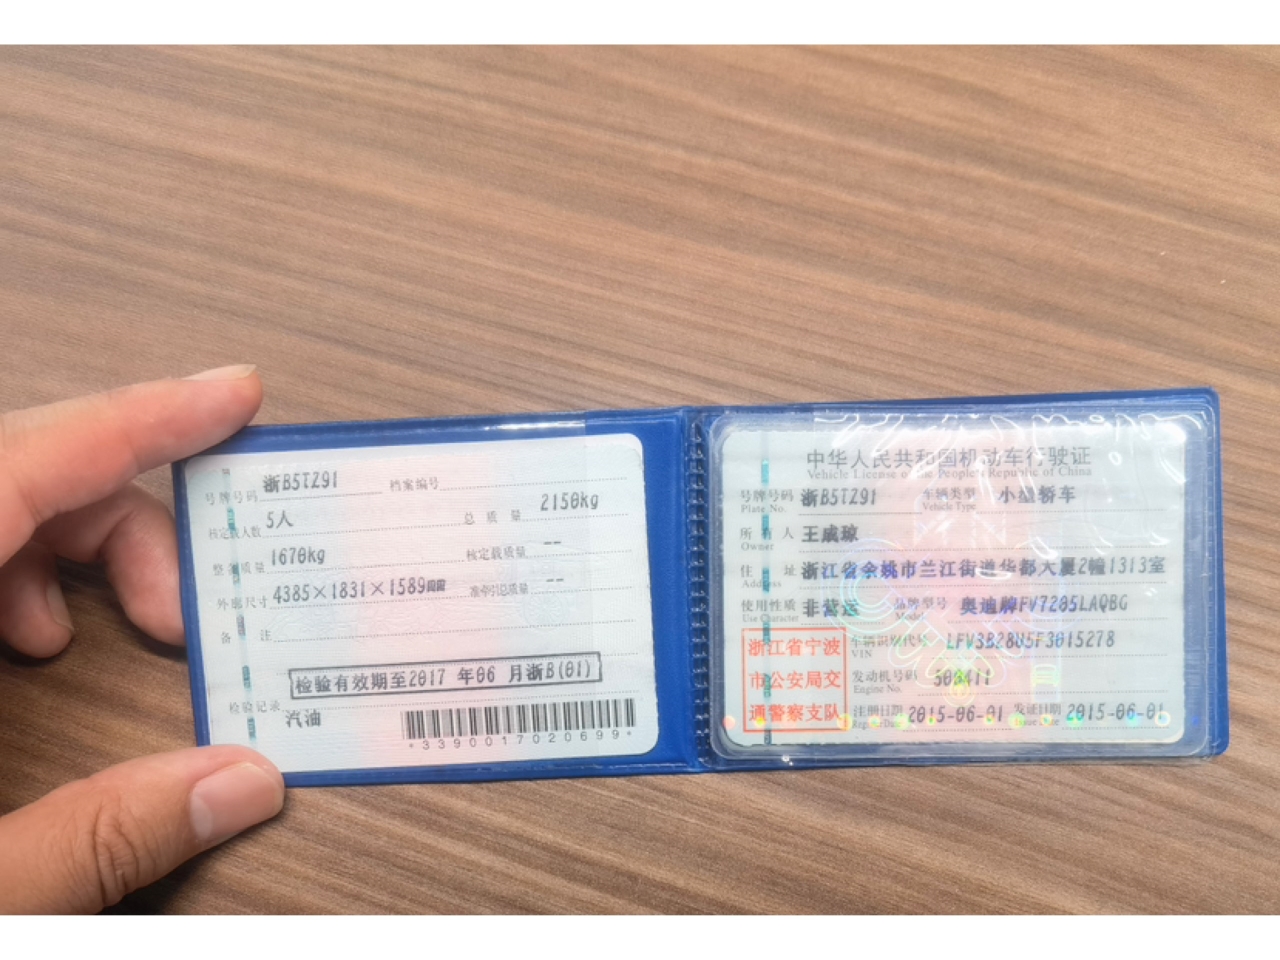 号牌号码 浙B5TZ91 档案编号
核定载人数 5人 总质量 2150kg
整备质量 1670kg 核定载质量 --
外廓尺寸 4385×1831×1589mm 准牵引总质量 --
备注
检验有效期至2017 年06 月浙B(01)
检验记录
汽油
*3390017020699*
中华人民共和国机动车行驶证
Vehicle License of the People's Republic of China
号牌号码 浙B5TZ91 车辆类型 小型轿车
Plate No. Vehicle Type
所有人 王威琼
Owner
住址 浙江省余姚市兰江街道华都大厦2幢1313室
Address
使用性质 非营运 品牌型号 奥迪牌FV7205LAQBG
Use Character Model
浙江省宁波
市公安局交
通警察支队
车辆识别代号 LFV3B28U5F3015278
VIN
发动机号码
Engine No.
注册日期 2015-06-01 发证日期 2015-06-01
Register Date Issue Date